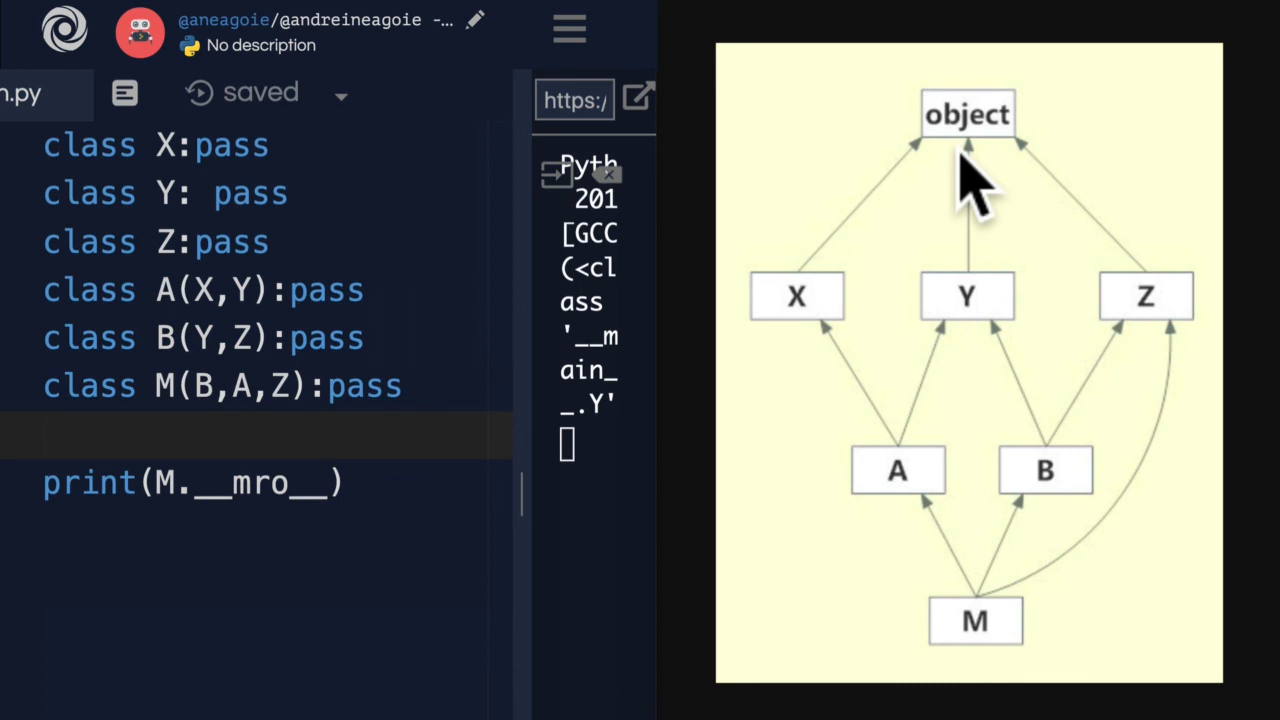 @aneagoie/@andreineagoie -...
No description
n.py
saved
https:/
class X:pass
class Y: pass
class Z:pass
class A(X,Y):pass
class B(Y,Z):pass
class M(B,A,Z):pass
print(M.__mro__)
Pyth
201
[GCC
(<cl
ass
'__m
ain_
_.Y'
object
X
Y
Z
A
B
M